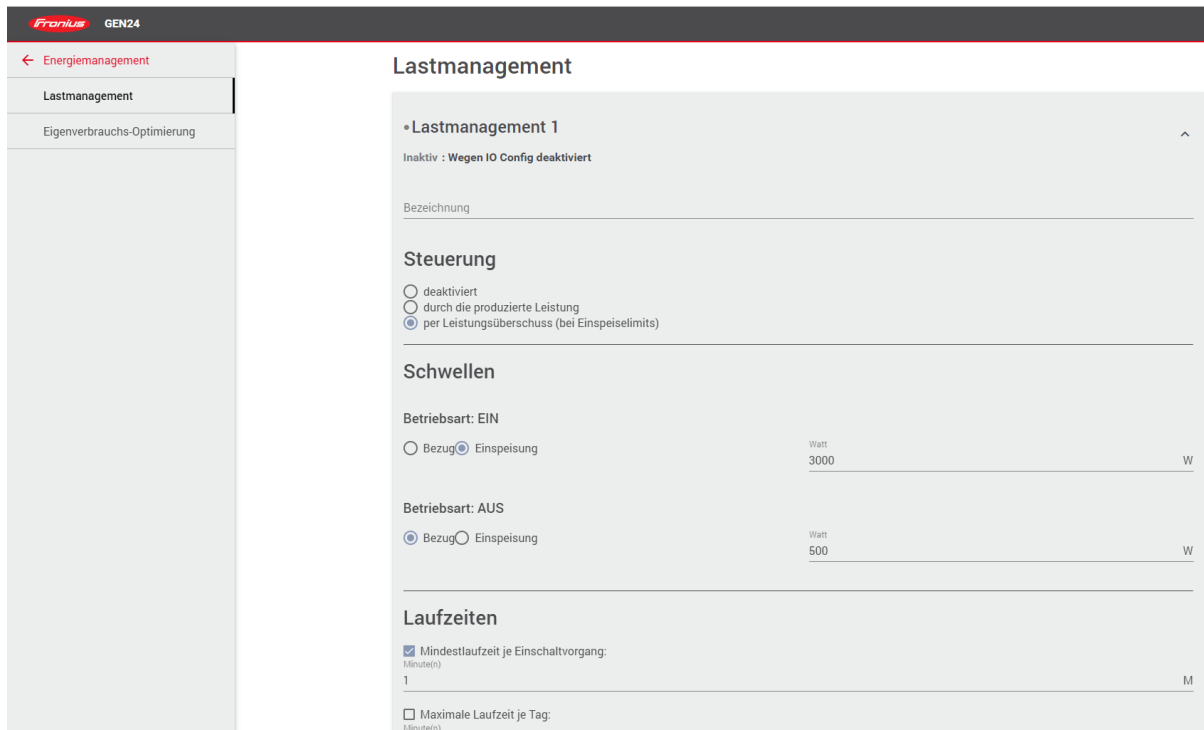 Fronius GEN24
Energiemanagement
Lastmanagement
Eigenverbrauchs-Optimierung
Lastmanagement
Lastmanagement 1
Inaktiv : Wegen IO Config deaktiviert
Bezeichnung
Steuerung
deaktiviert
durch die produzierte Leistung
per Leistungsüberschuss (bei Einspeiselimits)
Schwellen
Betriebsart: EIN
Bezug Einspeisung
Watt
3000 W
Betriebsart: AUS
Bezug Einspeisung
Watt
500 W
Laufzeiten
Mindestlaufzeit je Einschaltvorgang:
Minute(n)
1 M
Maximale Laufzeit je Tag:
Minute(n)